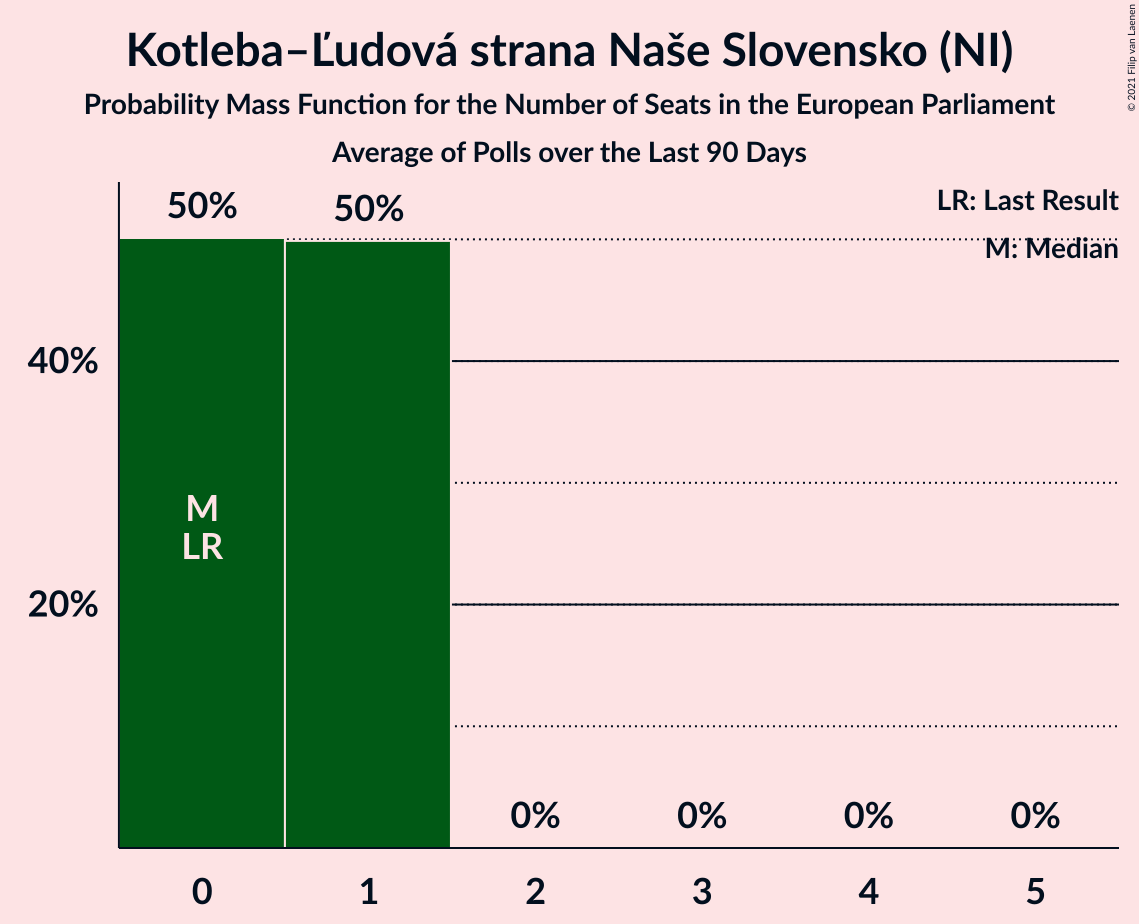 Kotleba–Ľudová strana Naše Slovensko (NI)
Probability Mass Function for the Number of Seats in the European Parliament
Average of Polls over the Last 90 Days
© 2021 Filip van Laenen
LR: Last Result
M: Median
50%
50%
40%
20%
M
LR
0%
0%
0%
0%
0
1
2
3
4
5